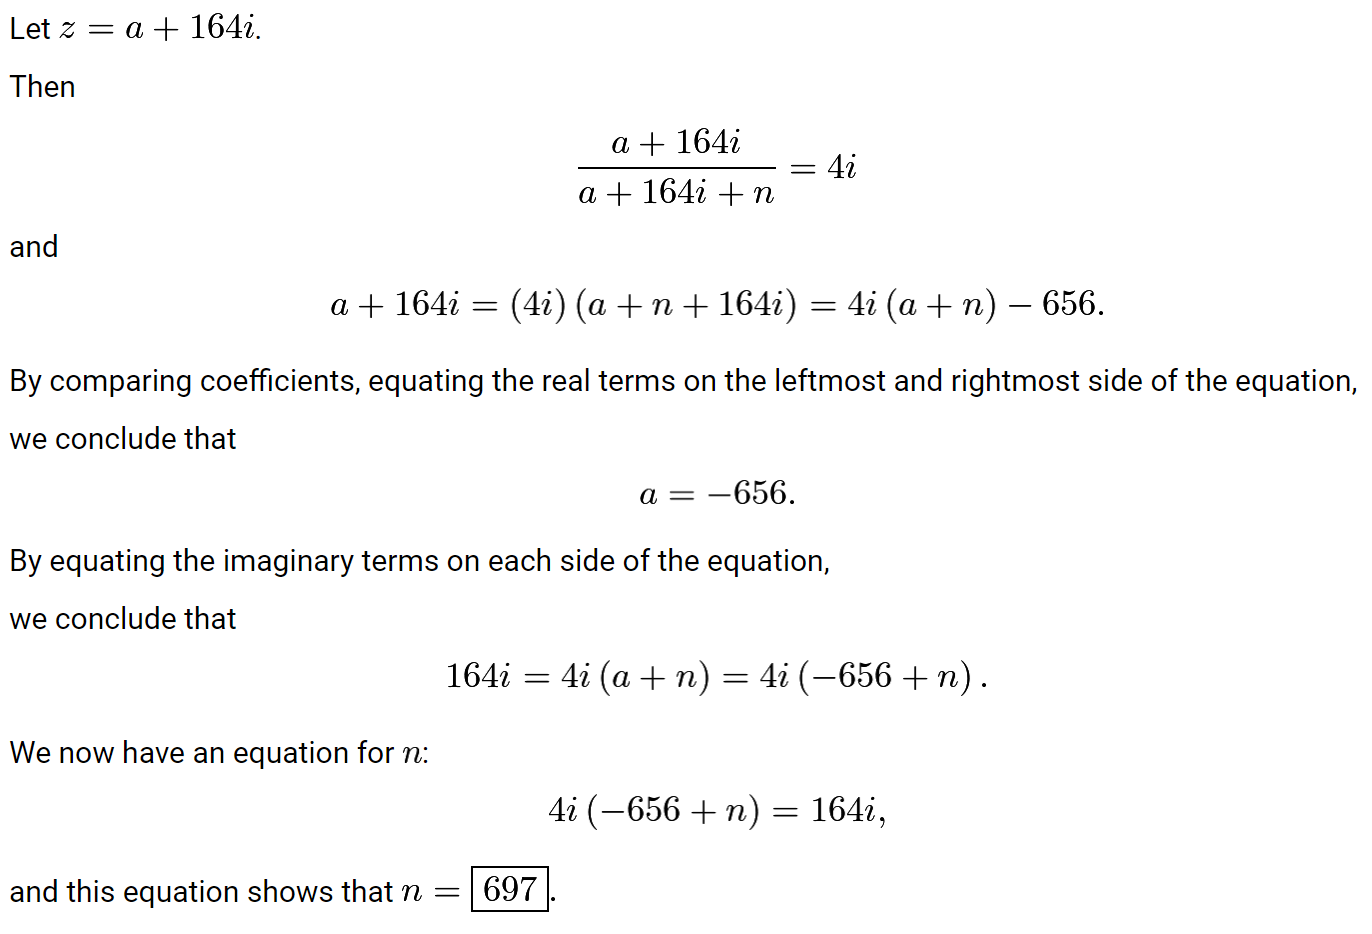 Let $z = a + 164i$.
Then
$$\frac{a + 164i}{a + 164i + n} = 4i$$
and
$$a + 164i = (4i)(a + n + 164i) = 4i(a + n) - 656.$$
By comparing coefficients, equating the real terms on the leftmost and rightmost side of the equation,
we conclude that
$$a = -656.$$
By equating the imaginary terms on each side of the equation,
we conclude that
$$164i = 4i(a + n) = 4i(-656 + n).$$
We now have an equation for $n$:
$$4i(-656 + n) = 164i,$$
and this equation shows that $n = \boxed{697}$.